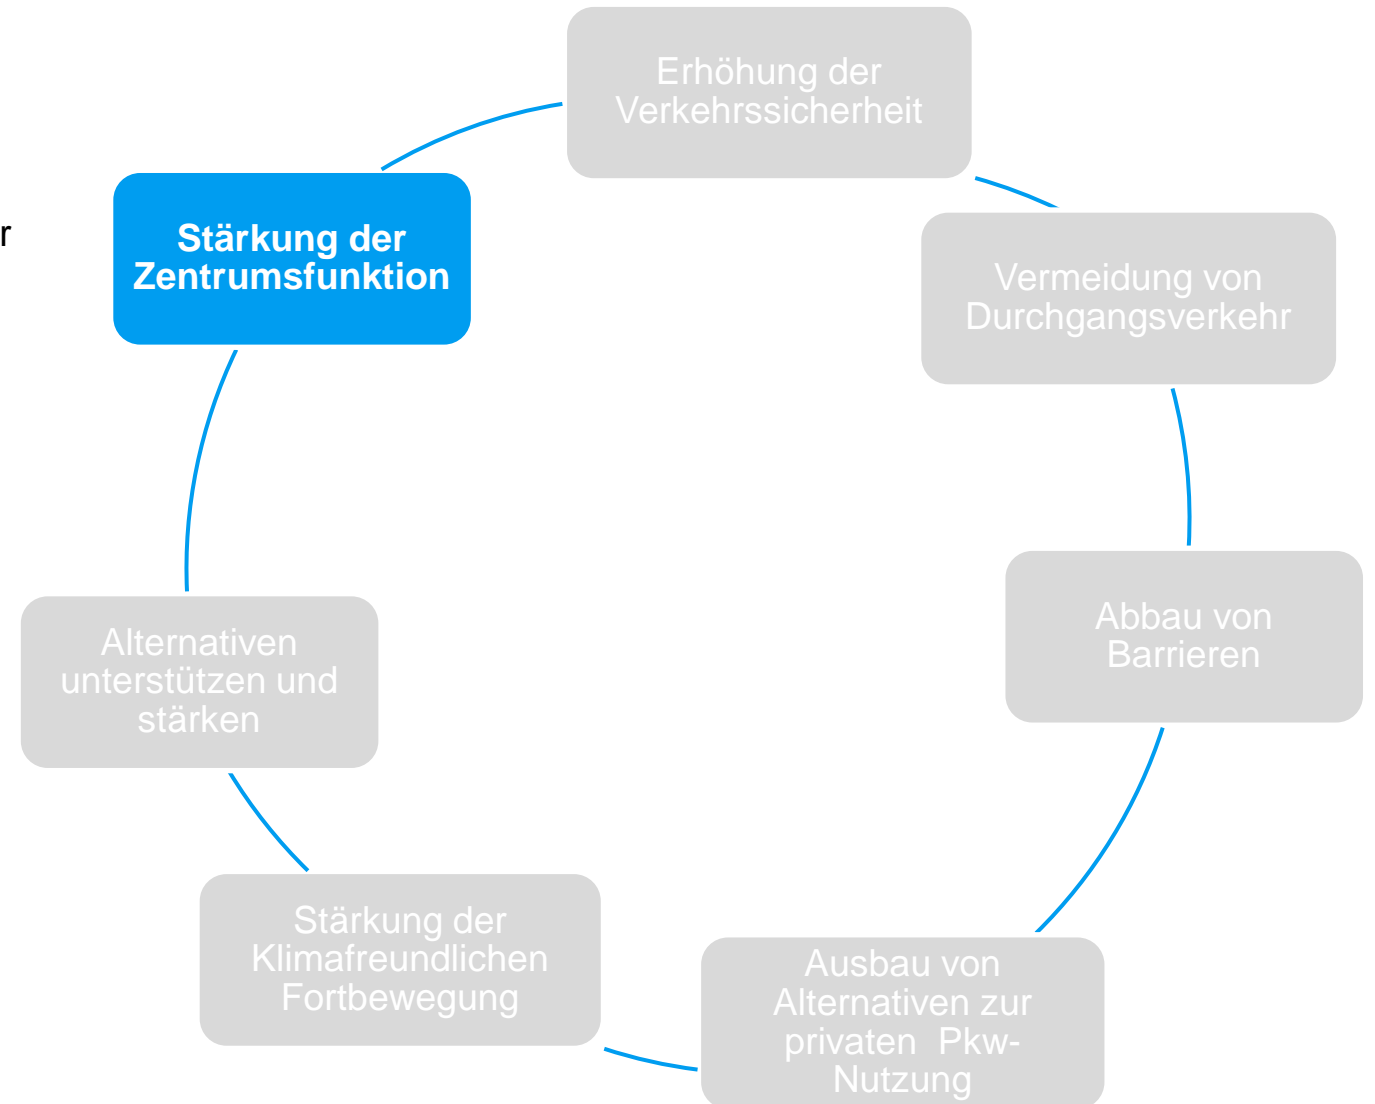 Erhöhung der
Verkehrssicherheit
r
Stärkung der
Zentrumsfunktion
Vermeidung von
Durchgangsverkehr
Abbau von
Barrieren
Alternativen
unterstützen und
stärken
Stärkung der
Klimafreundlichen
Fortbewegung
Ausbau von
Alternativen zur
privaten  Pkw-
Nutzung